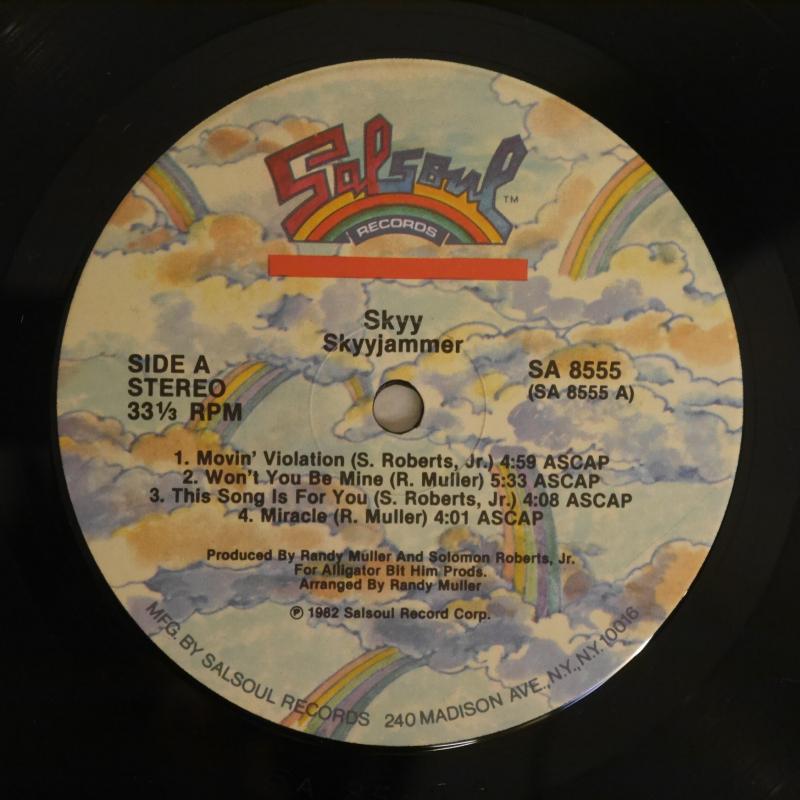 Salsoul
TM
RECORDS
Skyy
Skyyjammer
SIDE A
STEREO
33⅓ RPM
SA 8555
(SA 8555 A)
1. Movin' Violation (S. Roberts, Jr.) 4:59 ASCAP
2. Won't You Be Mine (R. Muller) 5:33 ASCAP
3. This Song Is For You (S. Roberts, Jr.) 4:08 ASCAP
4. Miracle (R. Muller) 4:01 ASCAP
Produced By Randy Muller And Solomon Roberts, Jr.
For Alligator Bit Him Prods.
Arranged By Randy Muller
℗ 1982 Salsoul Record Corp.
MFG. BY SALSOUL RECORDS 240 MADISON AVE., N.Y., N.Y. 10016